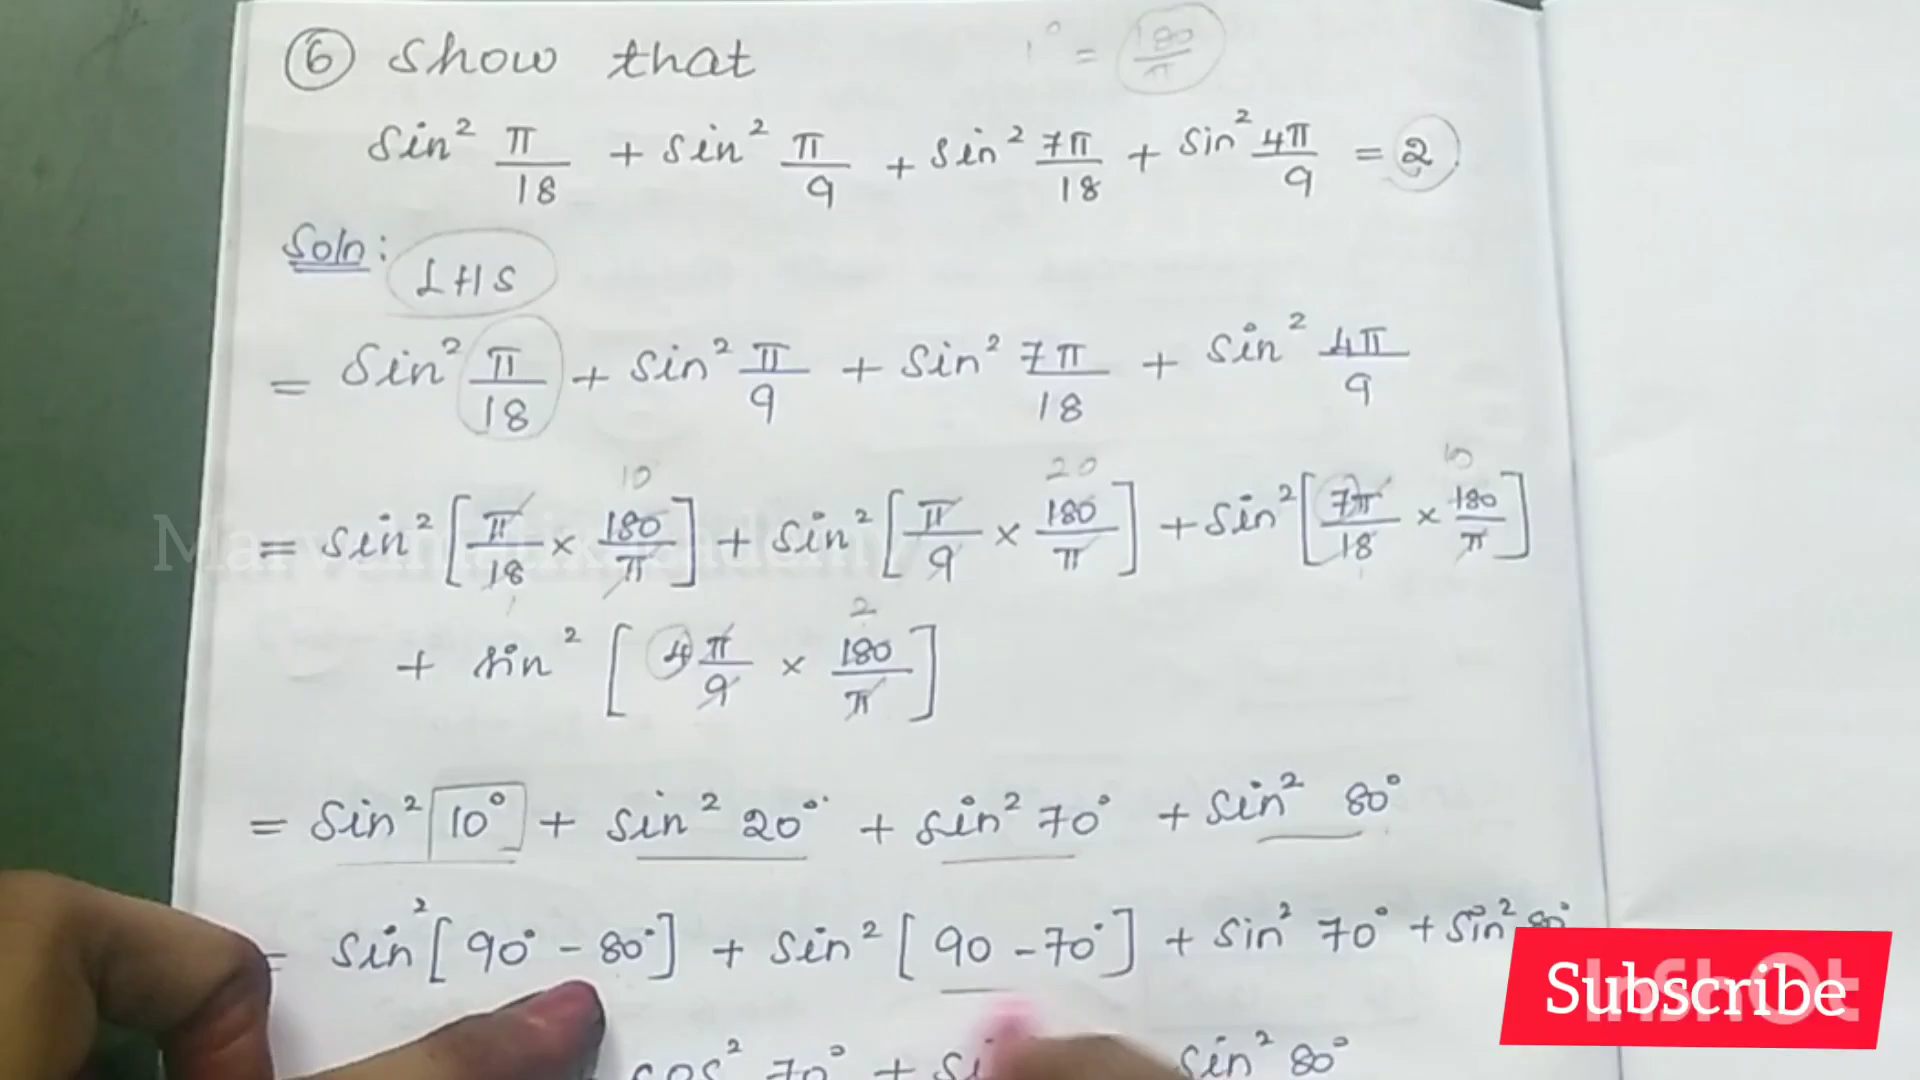 ⑥ Show that 1° = 180/π
Sin² π/18 + Sin² π/9 + Sin² 7π/18 + Sin² 4π/9 = 2
Soln:
LHS
= Sin² π/18 + Sin² π/9 + Sin² 7π/18 + Sin² 4π/9
10 20 10
= Sin² [π/18 × 180/π] + Sin² [π/9 × 180/π] + Sin² [7π/18 × 180/π]
2
+ Sin² [4π/9 × 180/π]
= Sin² 10° + Sin² 20° + Sin² 70° + Sin² 80°
= Sin² [90° - 80°] + Sin² [90 - 70°] + Sin² 70° + Sin² 80°
cos² 70° + Sin² 80°
Subscribe
InShOt